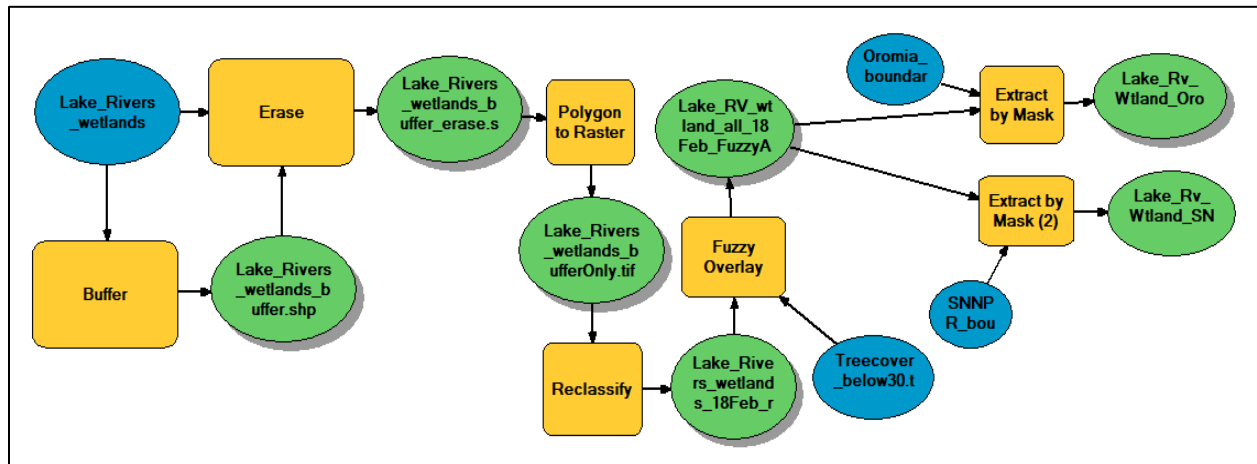 Lake_Rivers
_wetlands
Erase
Lake_Rivers
_wetlands_b
uffer_erase.s
Polygon
to Raster
Lake_RV_wt
land_all_18
Feb_FuzzyA
Oromia_
boundar
Extract
by Mask
Lake_Rv_
Wtland_Oro
Buffer
Lake_Rivers
_wetlands_b
uffer.shp
Lake_Rivers
_wetlands_b
ufferOnly.tif
Fuzzy
Overlay
Extract by
Mask (2)
Lake_Rv_
Wtland_SN
SNNP
R_bou
Reclassify
Lake_Rive
rs_wetland
s_18Feb_r
Treecover
_below30.t